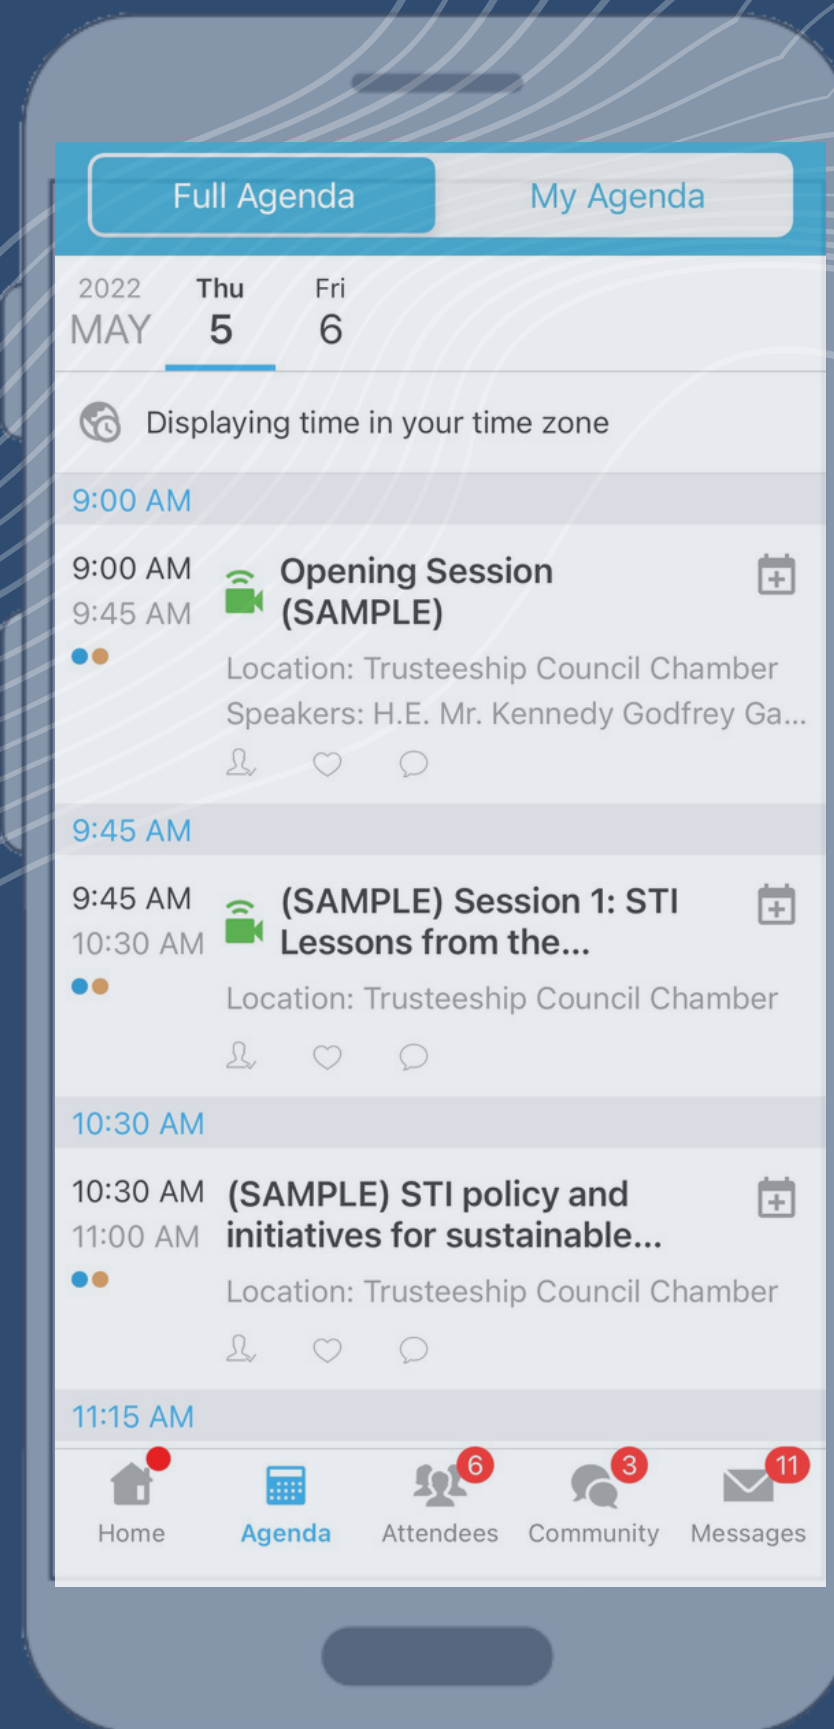 Full Agenda My Agenda
2022 Thu Fri
MAY 5 6
Displaying time in your time zone
9:00 AM
9:00 AM Opening Session
9:45 AM (SAMPLE)
Location: Trusteeship Council Chamber
Speakers: H.E. Mr. Kennedy Godfrey Ga...
9:45 AM
9:45 AM (SAMPLE) Session 1: STI
10:30 AM Lessons from the...
Location: Trusteeship Council Chamber
10:30 AM
10:30 AM (SAMPLE) STI policy and
11:00 AM initiatives for sustainable...
Location: Trusteeship Council Chamber
11:15 AM
6 3 11
Home Agenda Attendees Community Messages